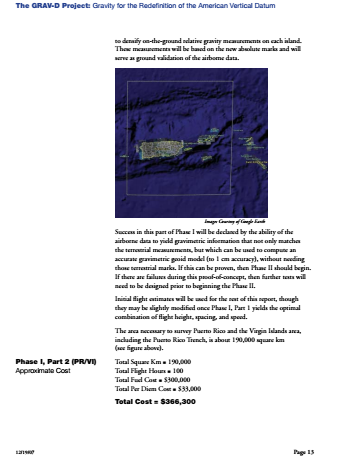 The GRAV-D Project: Gravity for the Redefinition of the American Vertical Datum
to densify on-the-ground relative gravity measurements on each island.
These measurements will be based on the new absolute marks and will
serve as ground validation of the airborne data.
Images Courtesy of Google Earth
Success in this part of Phase I will be declared by the ability of the
airborne data to yield gravimetric information that not only matches
the terrestrial measurements, but which can be used to compute an
accurate gravimetric geoid model (to 1 cm accuracy), without needing
those terrestrial marks. If this can be proven, then Phase II should begin.
If there are failures during this proof-of-concept, then further tests will
need to be designed prior to beginning the Phase II.
Initial flight estimates will be used for the rest of this report, though
they may be slightly modified once Phase I, Part 1 yields the optimal
combination of flight height, spacing, and speed.
The area necessary to survey Puerto Rico and the Virgin Islands area,
including the Puerto Rico Trench, is about 190,000 square km
(see figure above).
Phase I, Part 2 (PR/VI)
Approximate Cost
Total Square Km = 190,000
Total Flight Hours = 100
Total Fuel Cost = $300,000
Total Per Diem Cost = $33,000
Total Cost = $366,300
12/19/07
Page 13